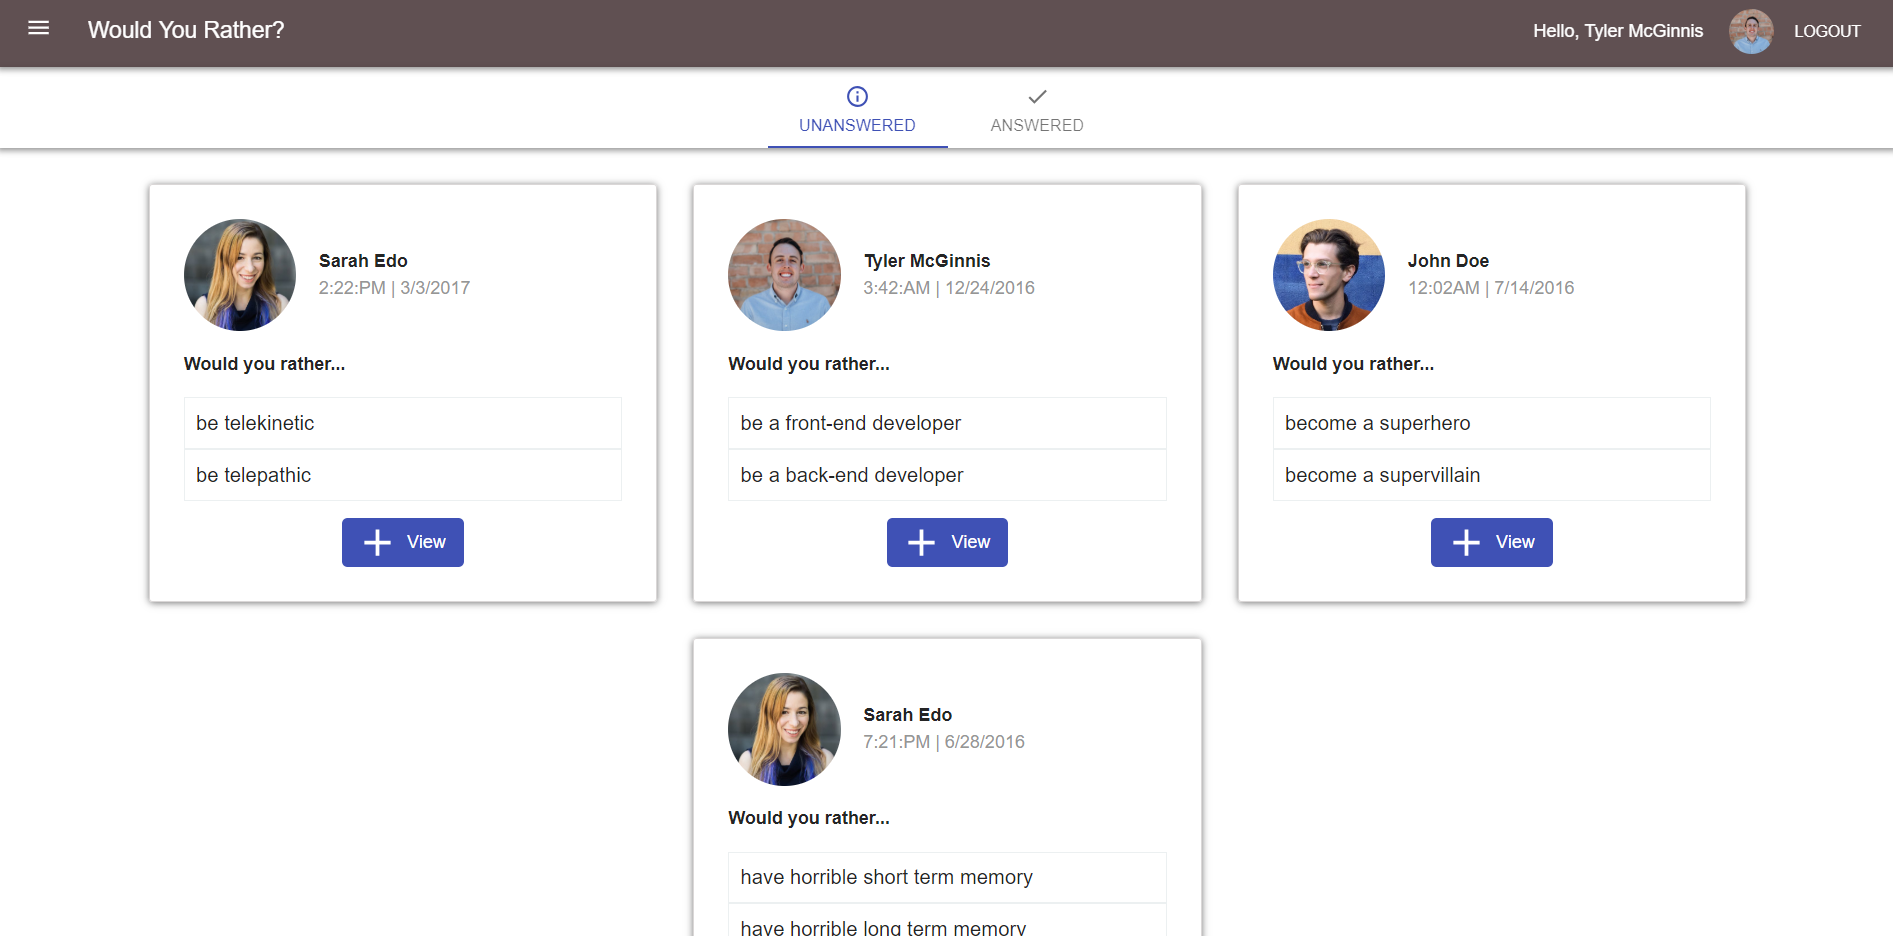 Would You Rather?
Hello, Tyler McGinnis
LOGOUT
UNANSWERED
ANSWERED
Sarah Edo
2:22:PM | 3/3/2017
Would you rather...
be telekinetic
be telepathic
View
Tyler McGinnis
3:42:AM | 12/24/2016
Would you rather...
be a front-end developer
be a back-end developer
View
John Doe
12:02AM | 7/14/2016
Would you rather...
become a superhero
become a supervillain
View
Sarah Edo
7:21:PM | 6/28/2016
Would you rather...
have horrible short term memory
have horrible long term memory